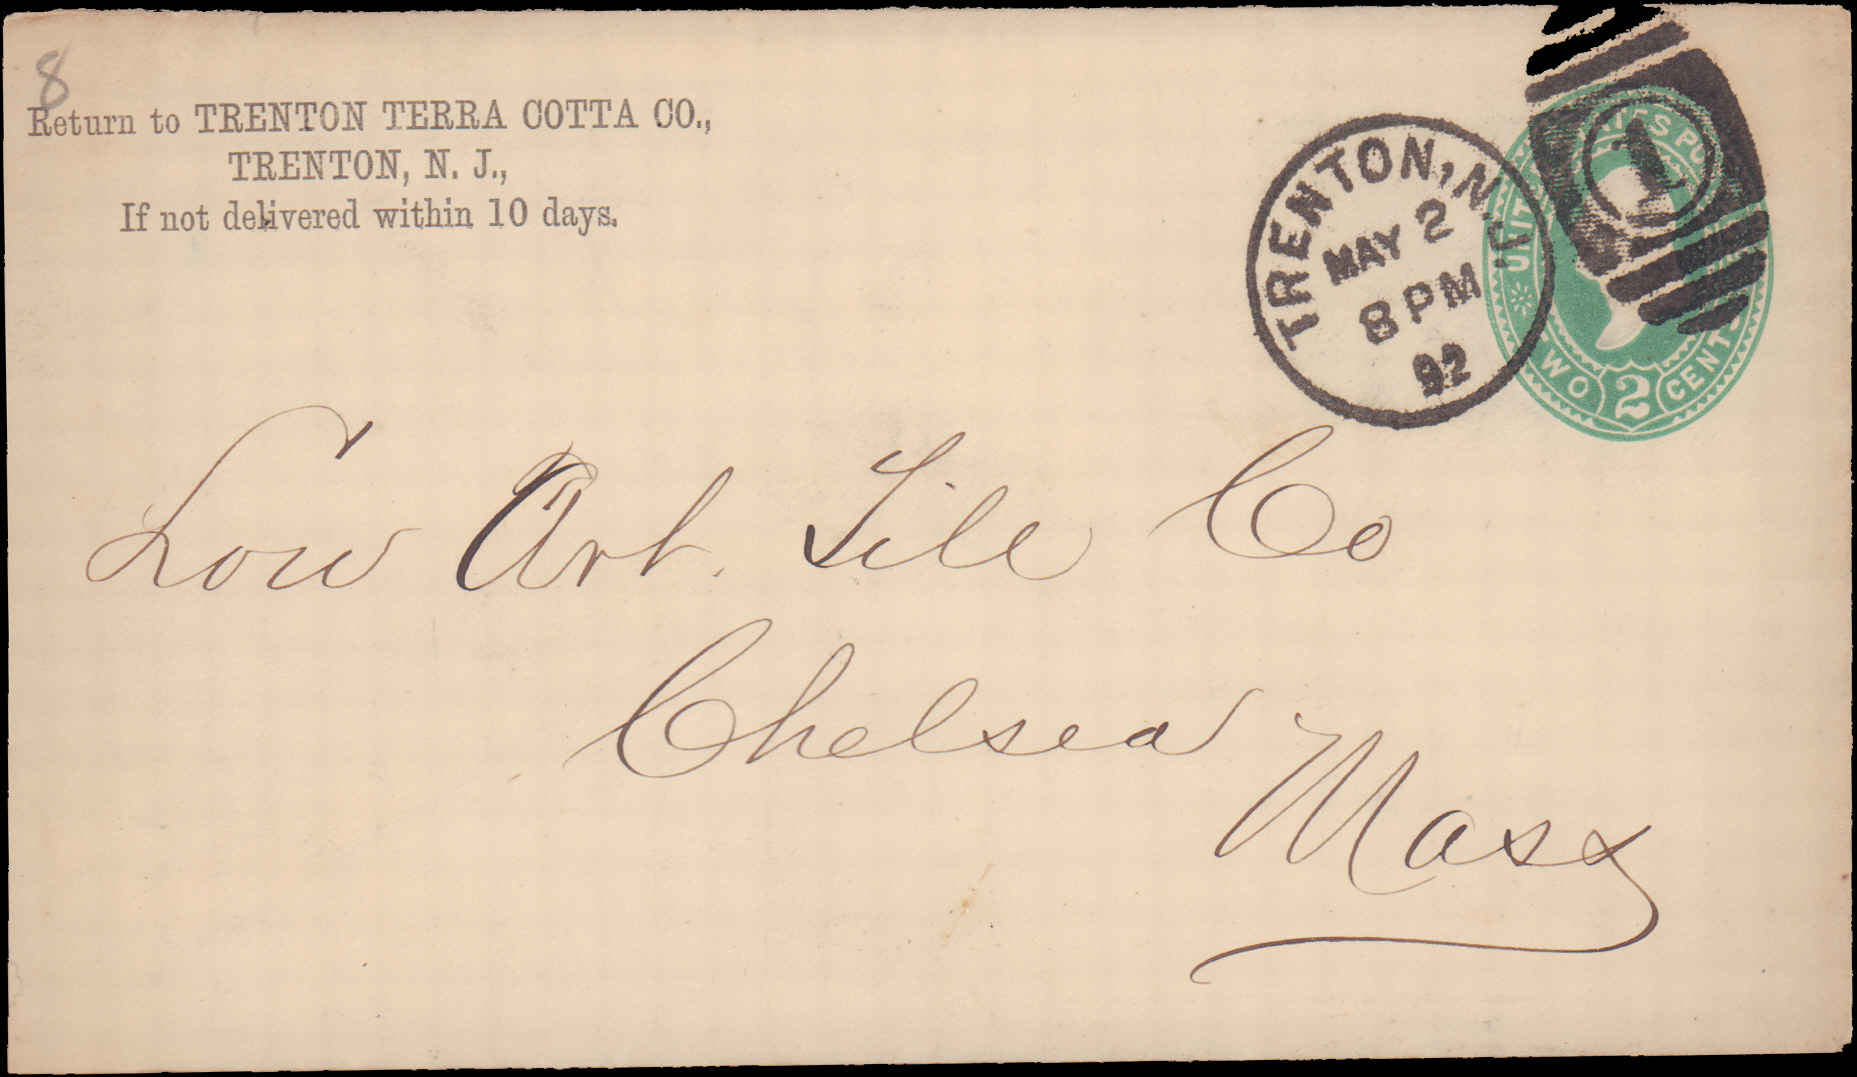 8
Return to TRENTON TERRA COTTA CO.,
TRENTON, N. J.,
If not delivered within 10 days.
TRENTON, N.J.
MAY 2
8 PM
92
1
TWO 2 CENTS
Low Art. Tile Co
Chelsea
Mass